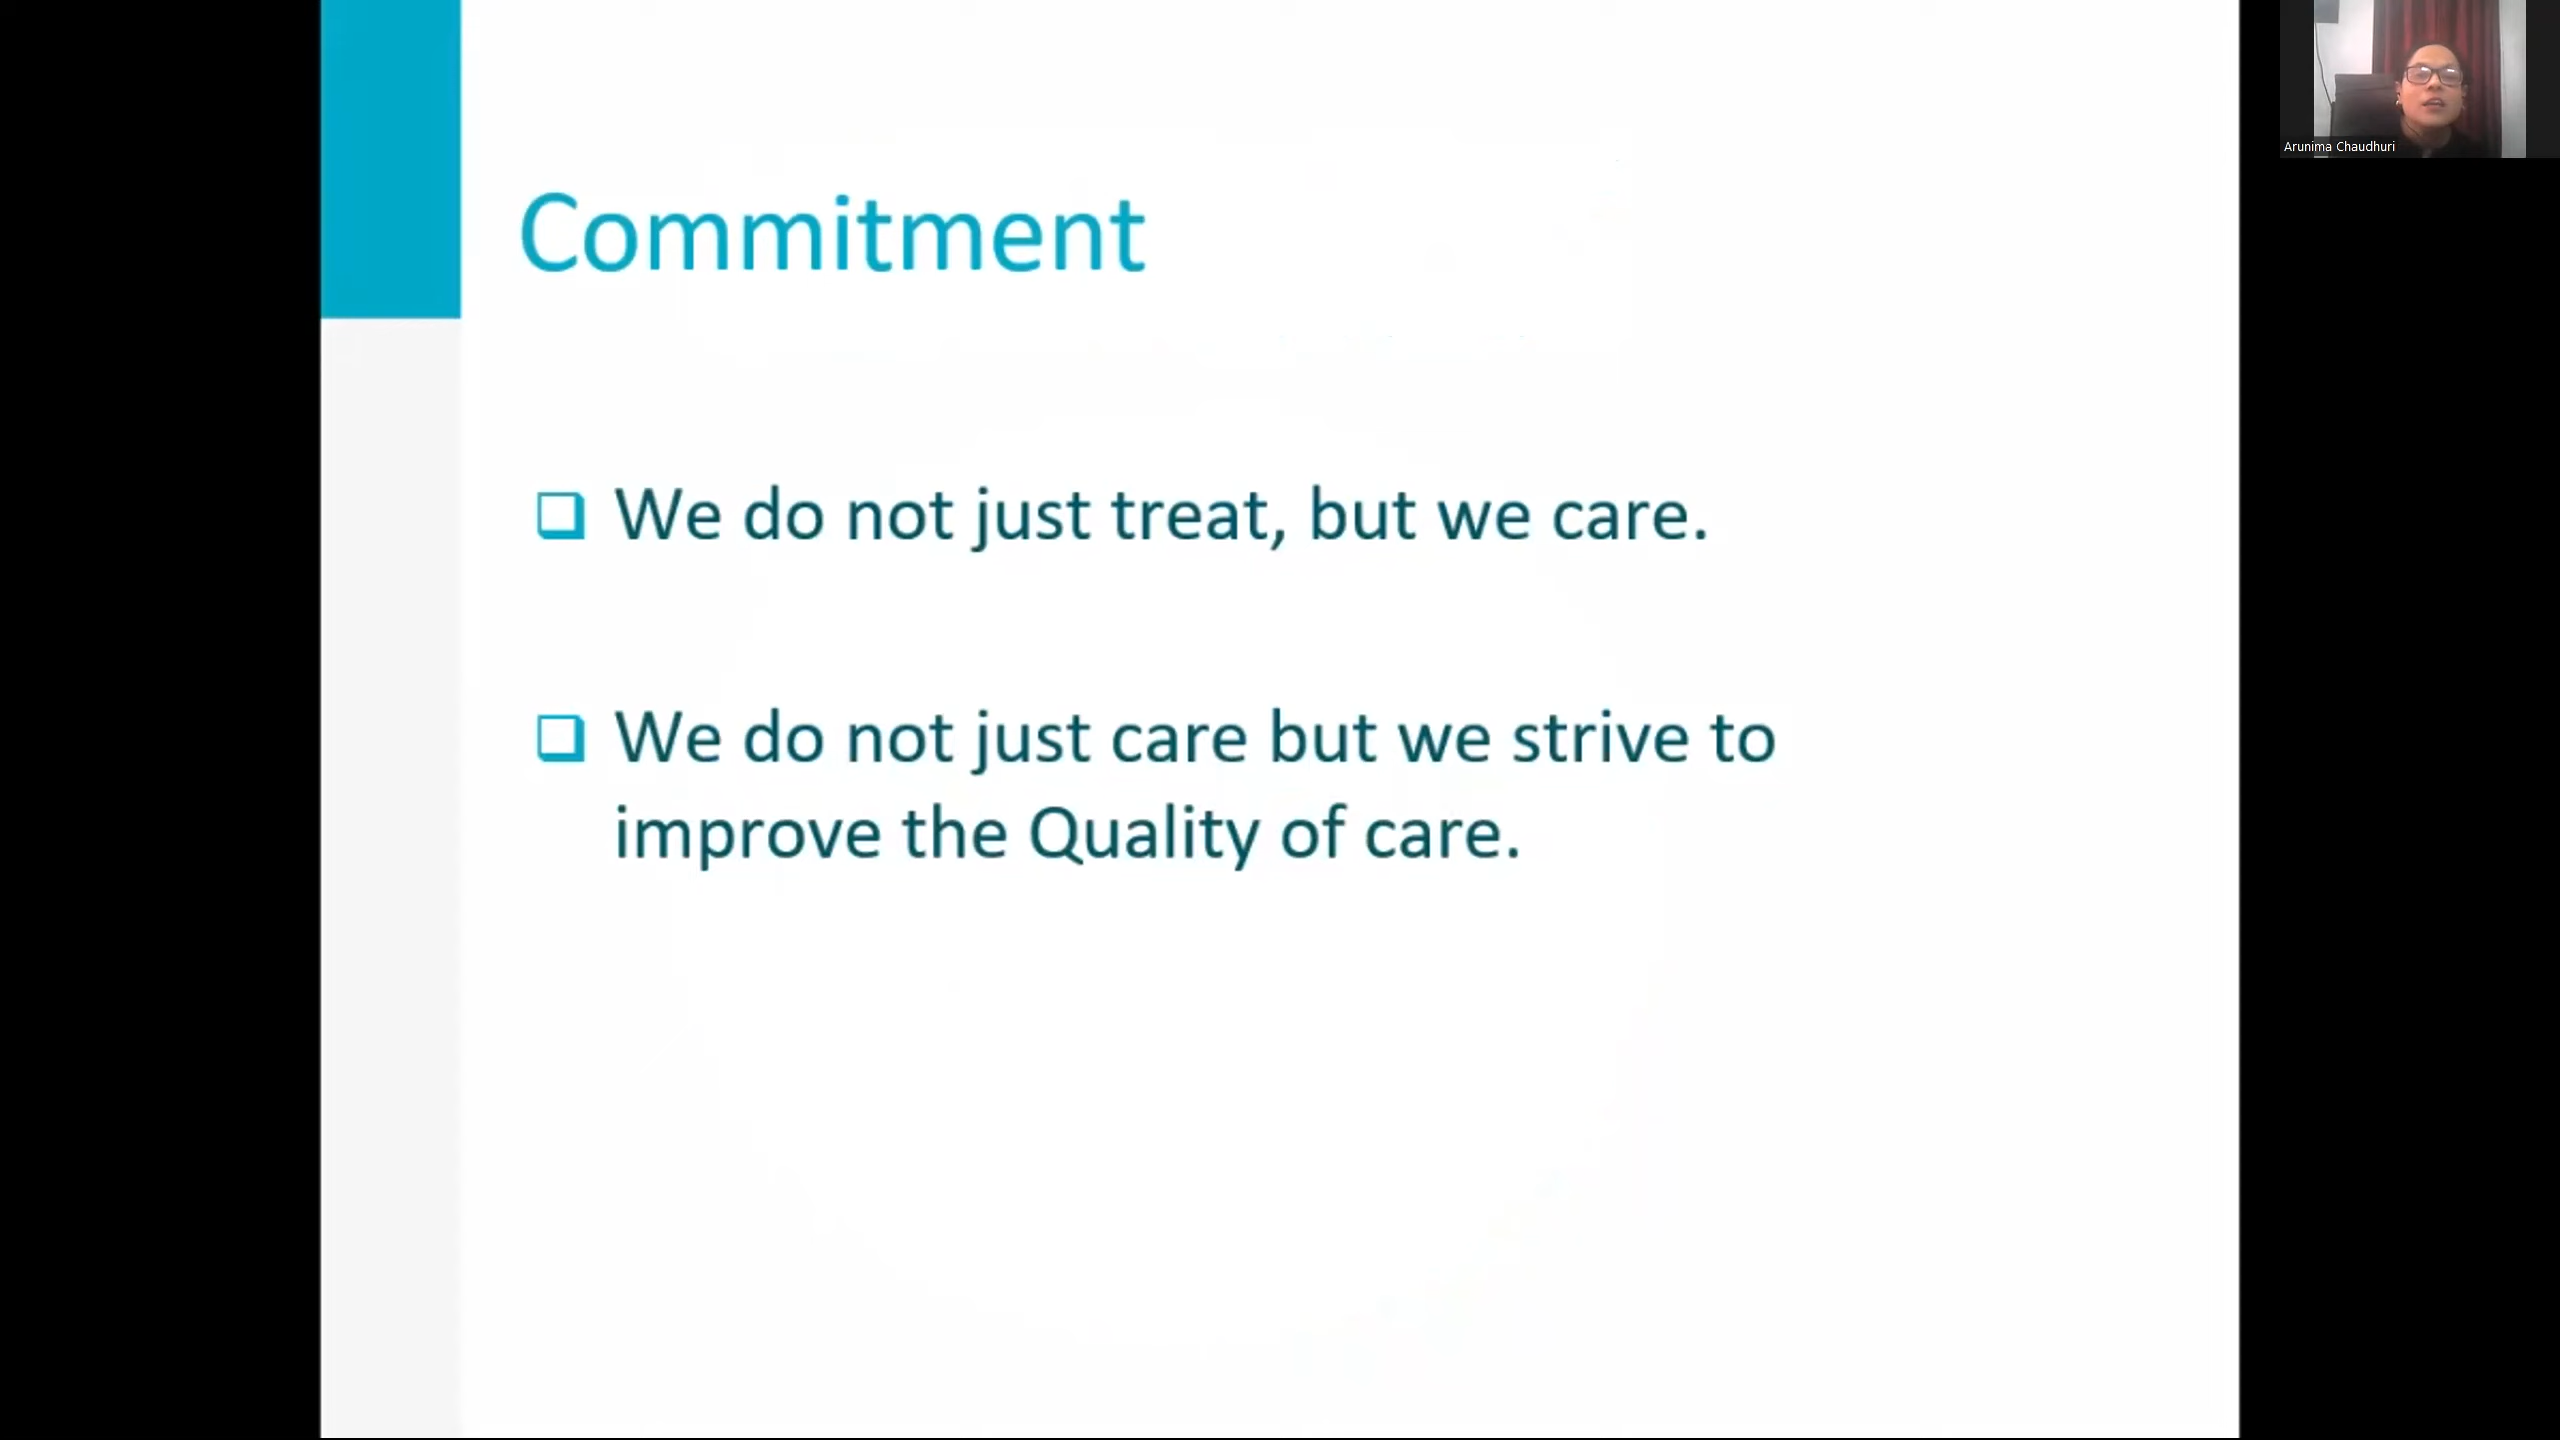 Arunima Chaudhuri
Commitment
We do not just treat, but we care.
We do not just care but we strive to
improve the Quality of care.